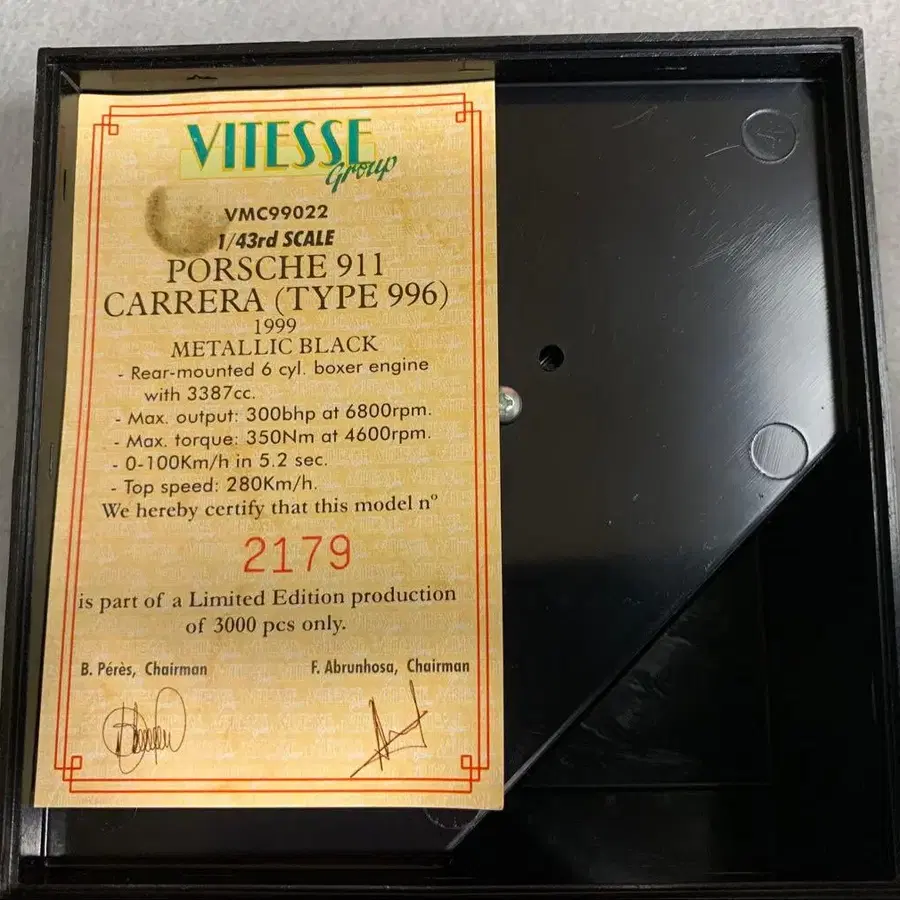 VITESSE
Group
VMC99022
1/43rd SCALE
PORSCHE 911
CARRERA (TYPE 996)
1999
METALLIC BLACK
- Rear-mounted 6 cyl. boxer engine
with 3387cc.
- Max. output: 300bhp at 6800rpm.
- Max. torque: 350Nm at 4600rpm.
- 0-100Km/h in 5.2 sec.
- Top speed: 280Km/h.
We hereby certify that this model nº
2179
is part of a Limited Edition production
of 3000 pcs only.
B. Pérès, Chairman
F. Abrunhosa, Chairman